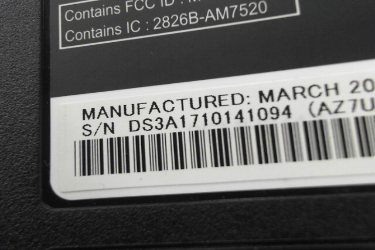 Contains FCC ID : M
Contains IC : 2826B-AM7520
MANUFACTURED: MARCH 20
S/N DS3A1710141094 (AZ7U